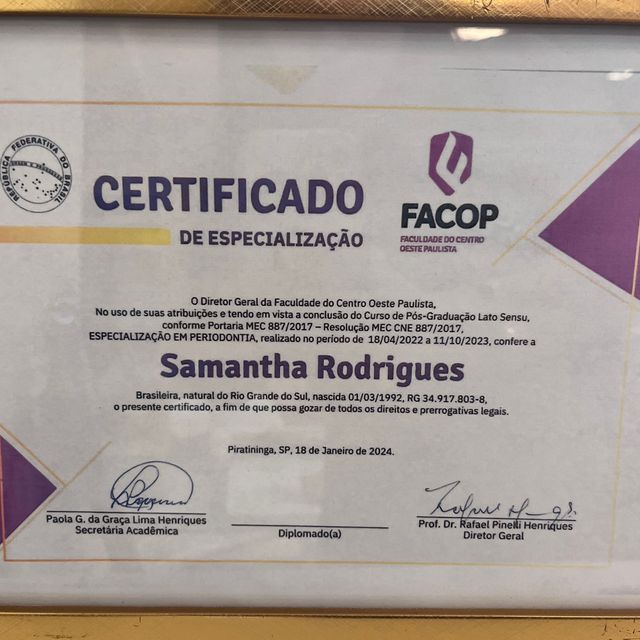 REPÚBLICA FEDERATIVA DO BRASIL
CERTIFICADO
DE ESPECIALIZAÇÃO
FACOP
FACULDADE DO CENTRO
OESTE PAULISTA
O Diretor Geral da Faculdade do Centro Oeste Paulista,
No uso de suas atribuições e tendo em vista a conclusão do Curso de Pós-Graduação Lato Sensu,
conforme Portaria MEC 887/2017 – Resolução MEC CNE 887/2017,
ESPECIALIZAÇÃO EM PERIODONTIA, realizado no período de 18/04/2022 a 11/10/2023, confere a
Samantha Rodrigues
Brasileira, natural do Rio Grande do Sul, nascida 01/03/1992, RG 34.917.803-8,
o presente certificado, a fim de que possa gozar de todos os direitos e prerrogativas legais.
Piratininga, SP, 18 de Janeiro de 2024.
Paola G. da Graça Lima Henriques
Secretária Acadêmica
Diplomado(a)
Prof. Dr. Rafael Pinelli Henriques
Diretor Geral